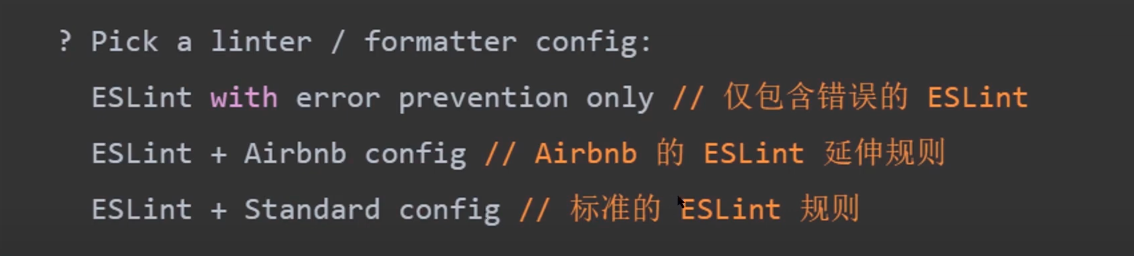 ? Pick a linter / formatter config:
ESLint with error prevention only // 仅包含错误的 ESLint
ESLint + Airbnb config // Airbnb 的 ESLint 延伸规则
ESLint + Standard config // 标准的 ESLint 规则